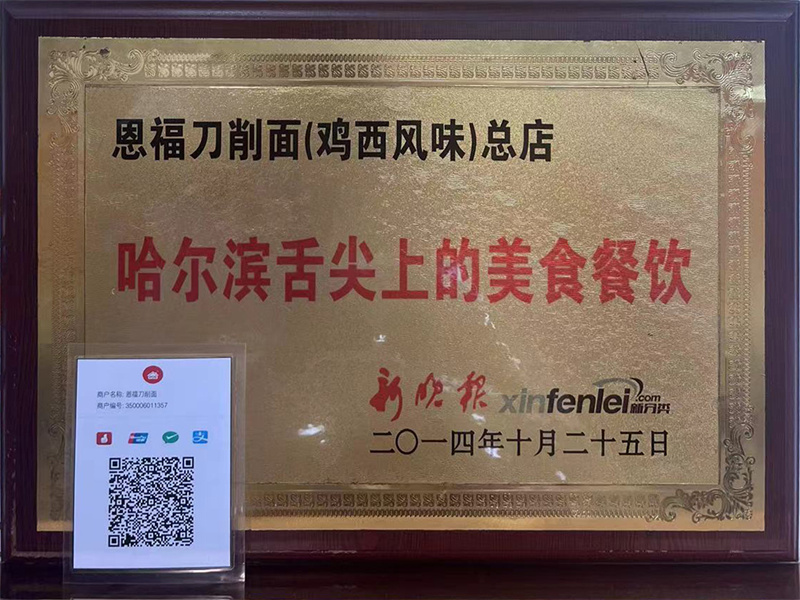 恩福刀削面(鸡西风味)总店
哈尔滨舌尖上的美食餐饮
新晚报 xinfenlei.com 新分类
二〇一四年十月二十五日
商户名称: 恩福刀削面
商户编号: 350006011357